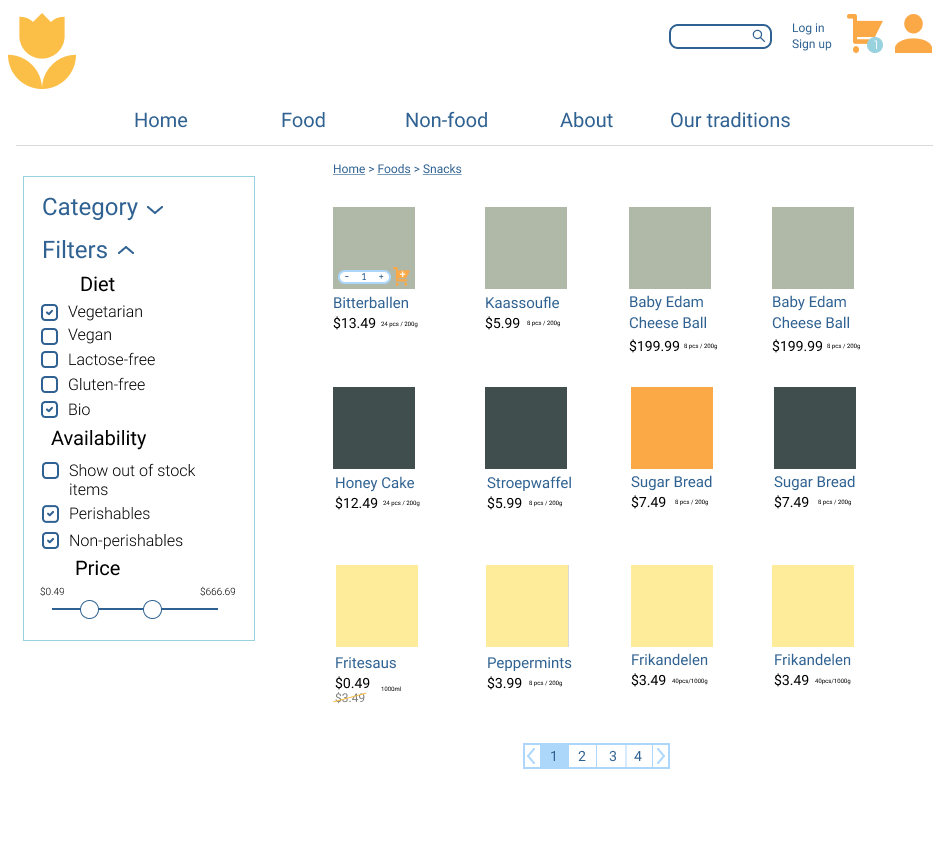 Log in
Sign up
1
Home Food Non-food About Our traditions
Home > Foods > Snacks
Category
Filters
Diet
Vegetarian
Vegan
Lactose-free
Gluten-free
Bio
Availability
Show out of stock
items
Perishables
Non-perishables
Price
$0.49 $666.69
- 1 +
Bitterballen
$13.49 24 pcs / 200g
Kaassoufle
$5.99 8 pcs / 200g
Baby Edam
Cheese Ball
$199.99 8 pcs / 200g
Baby Edam
Cheese Ball
$199.99 8 pcs / 200g
Honey Cake
$12.49 24 pcs / 200g
Stroepwaffel
$5.99 8 pcs / 200g
Sugar Bread
$7.49 8 pcs / 200g
Sugar Bread
$7.49 8 pcs / 200g
Fritesaus
$0.49 1000ml
$3.49
Peppermints
$3.99 8 pcs / 200g
Frikandelen
$3.49 40pcs/1000g
Frikandelen
$3.49 40pcs/1000g
1 2 3 4